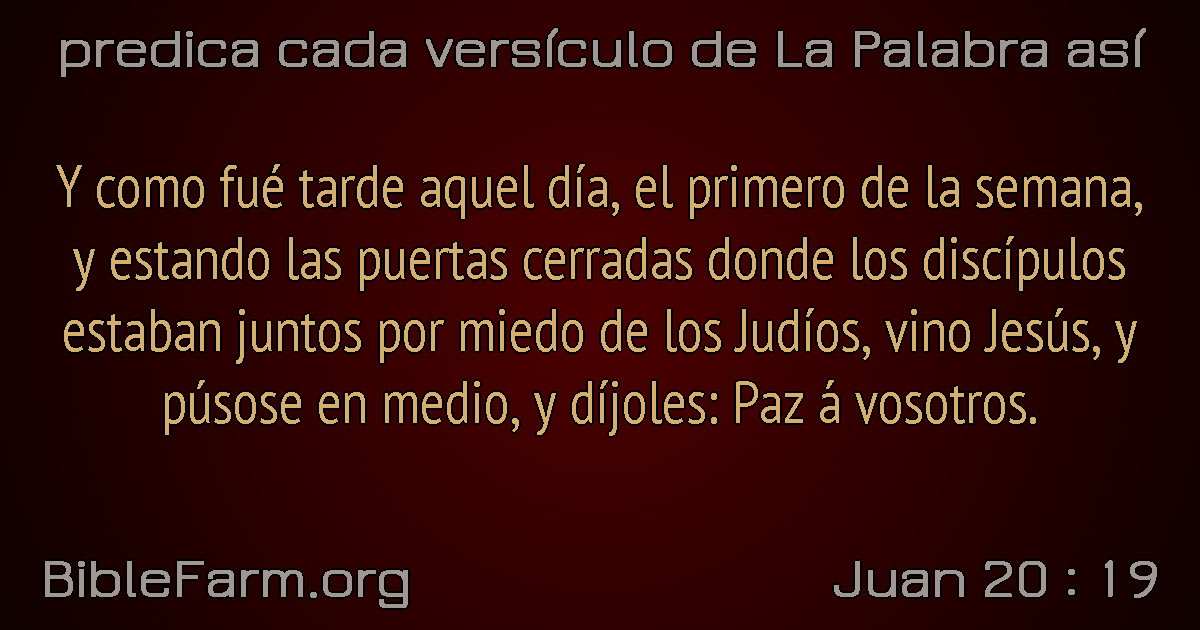 predica cada versículo de La Palabra así
Y como fué tarde aquel día, el primero de la semana,
y estando las puertas cerradas donde los discípulos
estaban juntos por miedo de los Judíos, vino Jesús, y
púsose en medio, y díjoles: Paz á vosotros.
BibleFarm.org
Juan 20 : 19